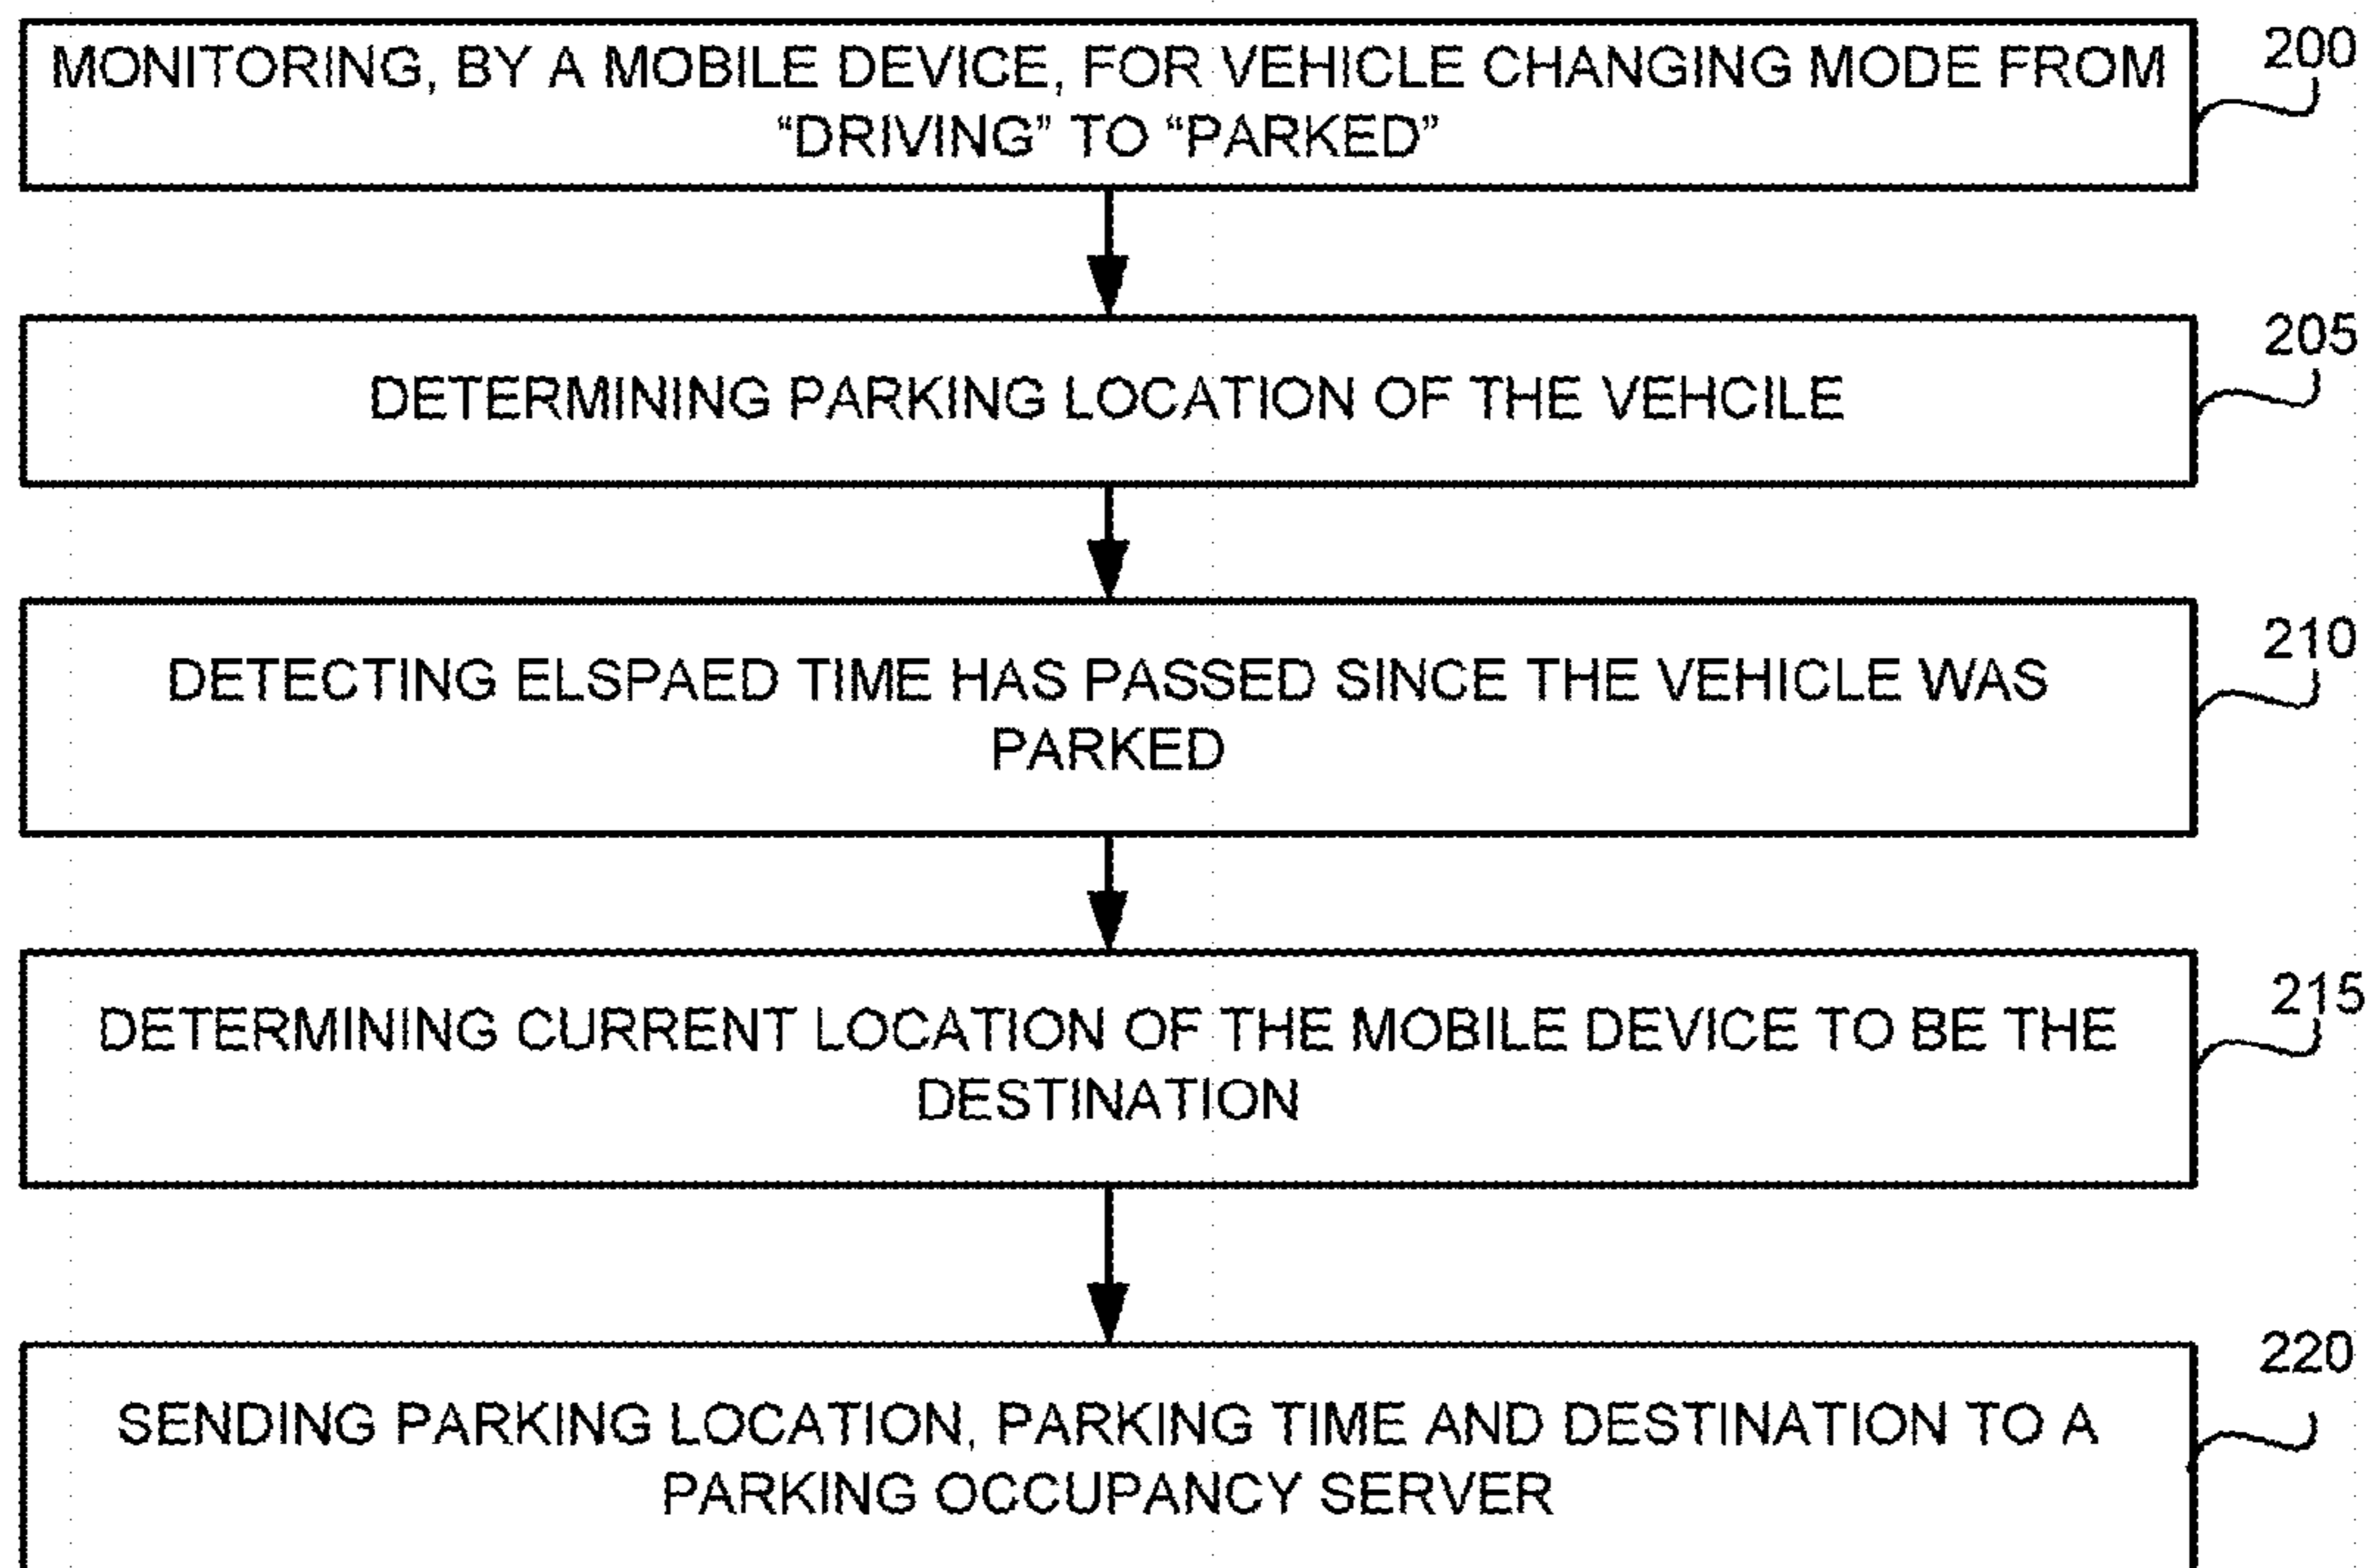 MONITORING, BY A MOBILE DEVICE, FOR VEHICLE CHANGING MODE FROM
“DRIVING” TO “PARKED”
200
DETERMINING PARKING LOCATION OF THE VEHCILE
205
DETECTING ELSPAED TIME HAS PASSED SINCE THE VEHICLE WAS
PARKED
210
DETERMINING CURRENT LOCATION OF THE MOBILE DEVICE TO BE THE
DESTINATION
215
SENDING PARKING LOCATION, PARKING TIME AND DESTINATION TO A
PARKING OCCUPANCY SERVER
220